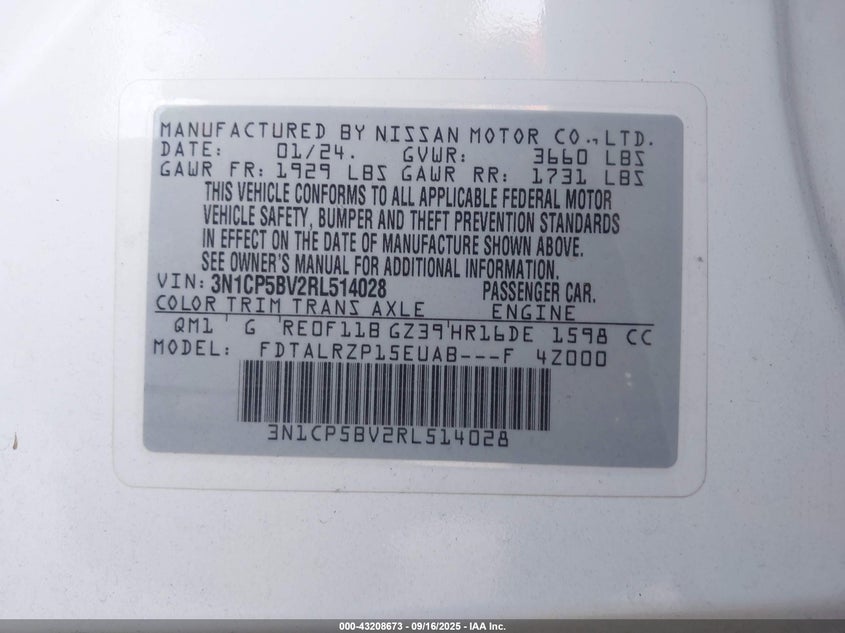 MANUFACTURED BY NISSAN MOTOR CO., LTD.
DATE: 01/24. GVWR: 3660 LBS
GAWR FR: 1929 LBS GAWR RR: 1731 LBS
THIS VEHICLE CONFORMS TO ALL APPLICABLE FEDERAL MOTOR
VEHICLE SAFETY, BUMPER AND THEFT PREVENTION STANDARDS
IN EFFECT ON THE DATE OF MANUFACTURE SHOWN ABOVE.
SEE OWNER'S MANUAL FOR ADDITIONAL INFORMATION.
VIN: 3N1CP5BV2RL514028 PASSENGER CAR.
COLOR TRIM TRANS AXLE ENGINE
QM1 ' G 'RE0F11B GZ39'HR16DE 1598 CC
MODEL: FDTALRZP15EUAB---F 4Z000
3N1CP5BV2RL514028
000-43208673 - 09/16/2025 - IAA Inc.